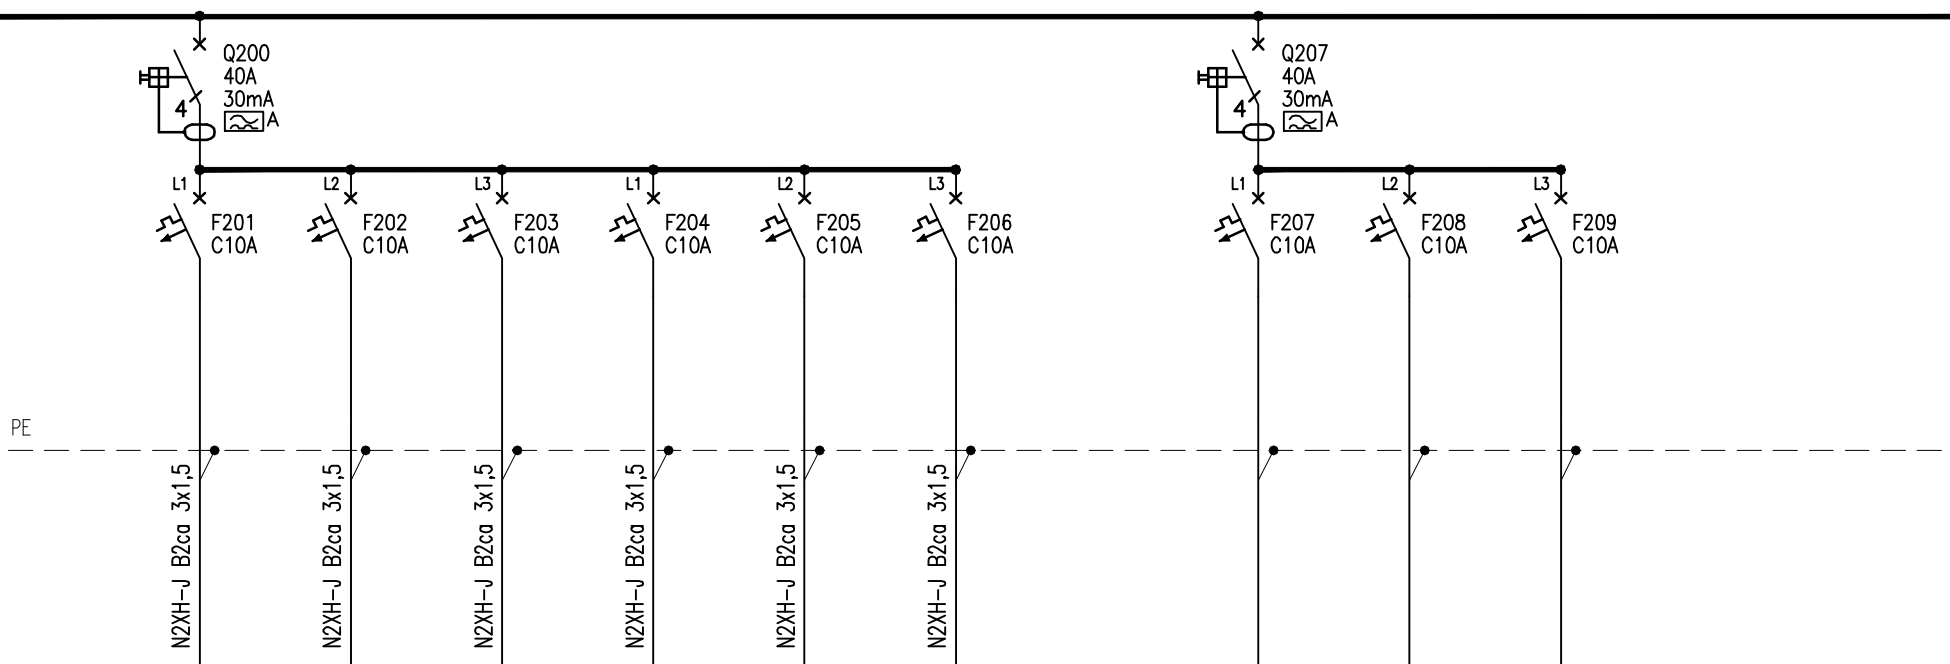 Q200
40A
30mA
A
4
Q207
40A
30mA
A
4
L1
L2
L3
L1
L2
L3
L1
L2
L3
F201
C10A
F202
C10A
F203
C10A
F204
C10A
F205
C10A
F206
C10A
F207
C10A
F208
C10A
F209
C10A
PE
N2XH-J B2ca 3x1,5
N2XH-J B2ca 3x1,5
N2XH-J B2ca 3x1,5
N2XH-J B2ca 3x1,5
N2XH-J B2ca 3x1,5
N2XH-J B2ca 3x1,5